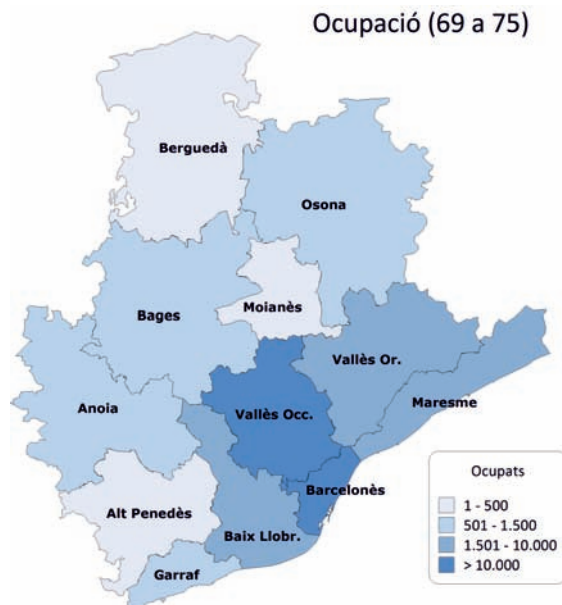 Ocupació (69 a 75)
Berguedà
Osona
Bages
Moianès
Vallès Or.
Anoia
Vallès Occ.
Maresme
Barcelonès
Alt Penedès
Baix Llobr.
Garraf
Ocupats
1 - 500
501 - 1.500
1.501 - 10.000
> 10.000